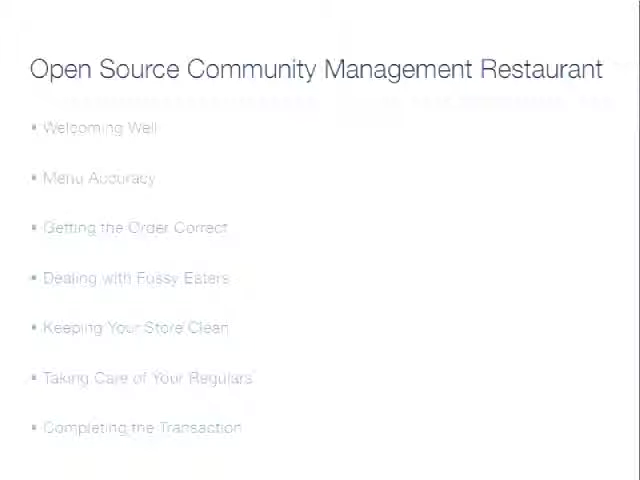 Open Source Community Management Restaurant
▪ Welcoming Well
▪ Menu Accuracy
▪ Getting the Order Correct
▪ Dealing with Fussy Eaters
▪ Keeping Your Store Clean
▪ Taking Care of Your Regulars
▪ Completing the Transaction